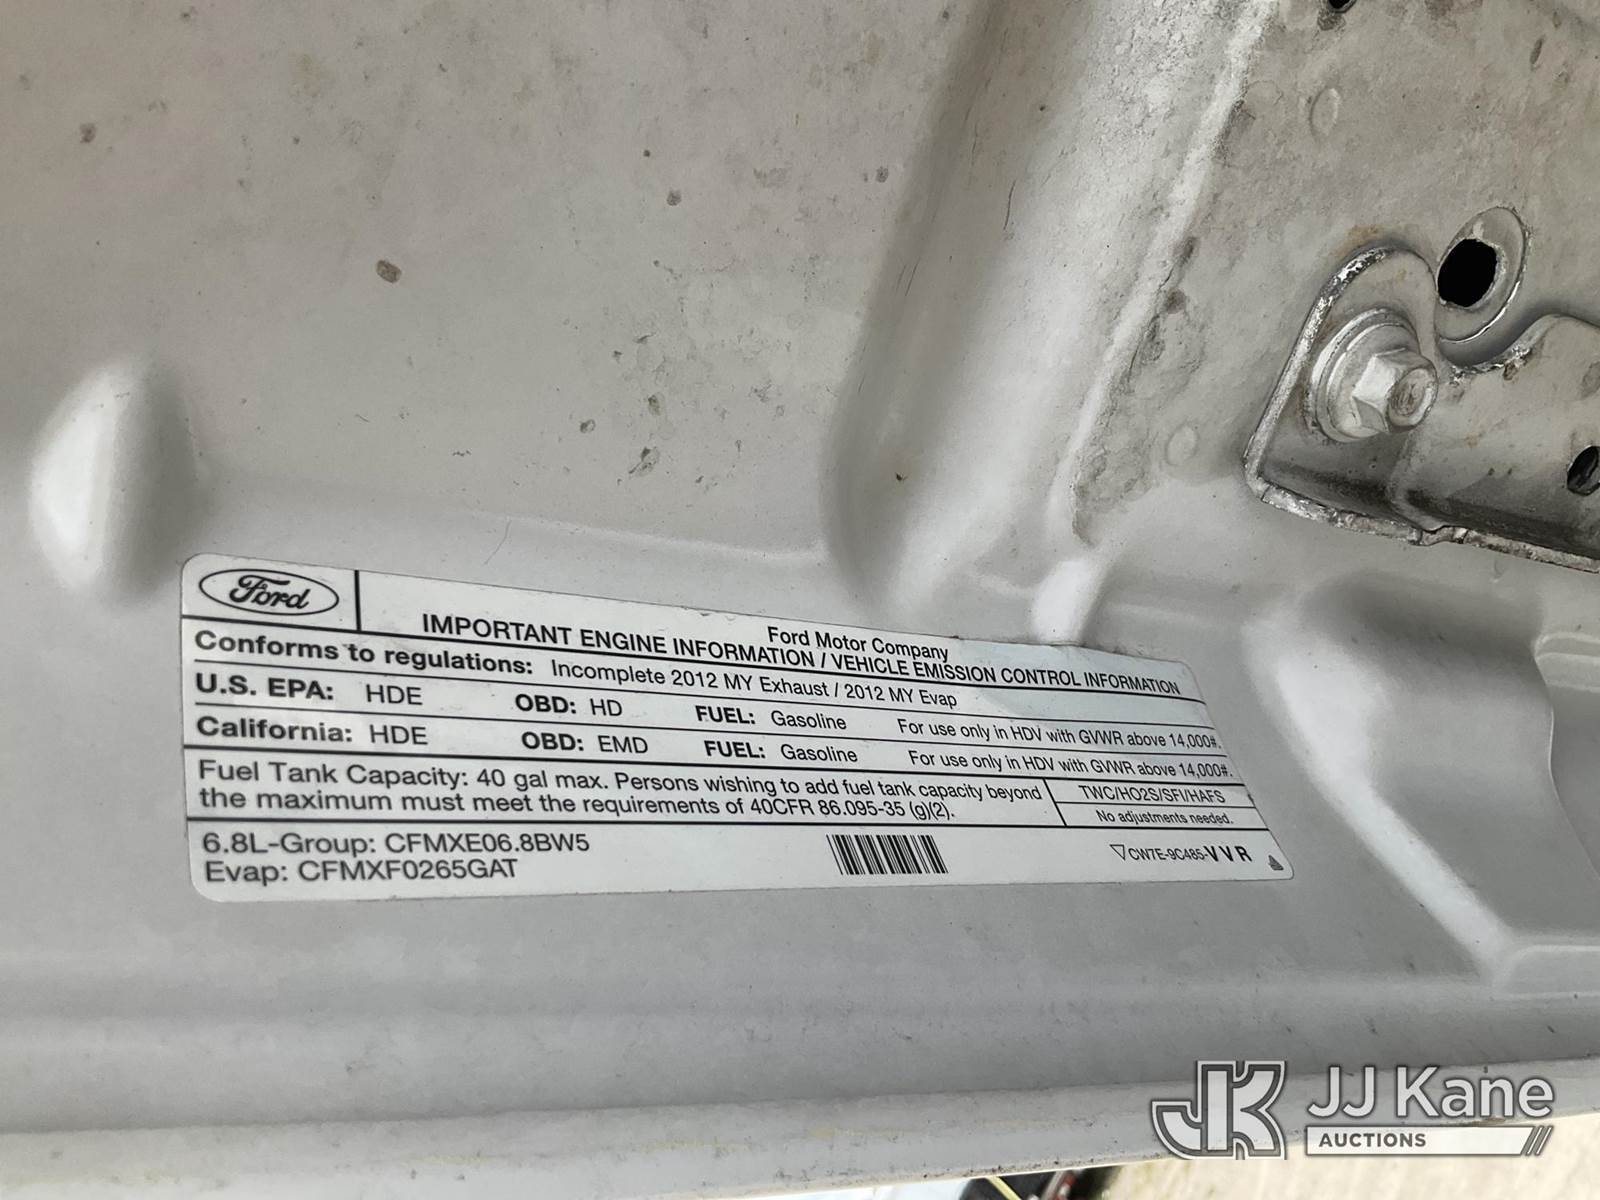 Ford
Ford Motor Company
IMPORTANT ENGINE INFORMATION / VEHICLE EMISSION CONTROL INFORMATION
Conforms to regulations: Incomplete 2012 MY Exhaust / 2012 MY Evap
U.S. EPA: HDE OBD: HD FUEL: Gasoline For use only in HDV with GVWR above 14,000#.
California: HDE OBD: EMD FUEL: Gasoline For use only in HDV with GVWR above 14,000#.
Fuel Tank Capacity: 40 gal max. Persons wishing to add fuel tank capacity beyond
the maximum must meet the requirements of 40CFR 86.095-35 (g)(2).
TWC/HO2S/SFI/HAFS
No adjustments needed.
6.8L-Group: CFMXE06.8BW5
Evap: CFMXF0265GAT
CW7E-9C485-VVR
JK JJ Kane
AUCTIONS